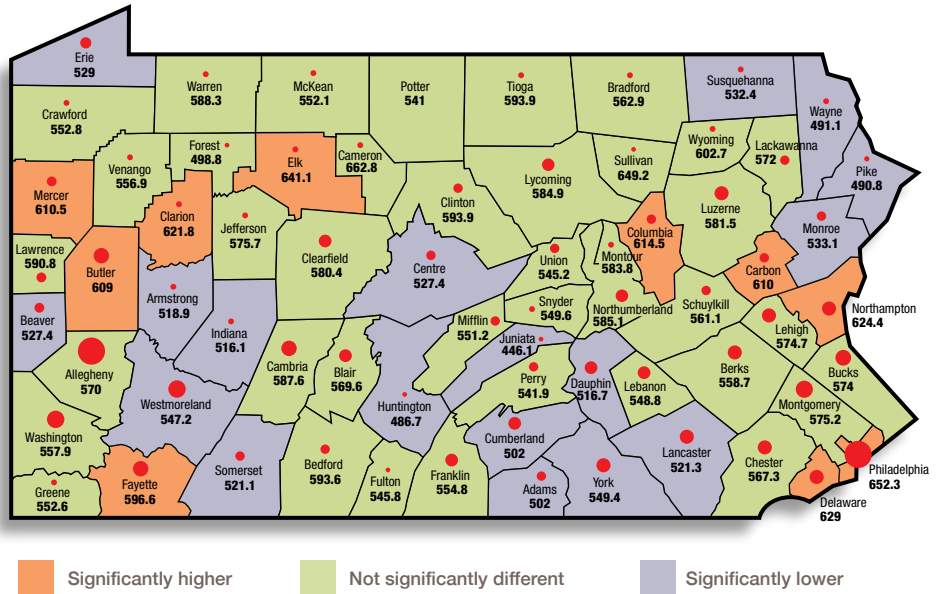 Erie
529
Crawford
552.8
Warren
588.3
McKean
552.1
Potter
541
Tioga
593.9
Bradford
562.9
Susquehanna
532.4
Wayne
491.1
Wyoming
602.7
Lackawanna
572
Pike
490.8
Mercer
610.5
Venango
556.9
Forest
498.8
Elk
641.1
Cameron
662.8
Clarion
621.8
Jefferson
575.7
Clinton
593.9
Lycoming
584.9
Sullivan
649.2
Luzerne
581.5
Monroe
533.1
Columbia
614.5
Montour
583.8
Carbon
610
Lawrence
590.8
Butler
609
Clearfield
580.4
Centre
527.4
Union
545.2
Snyder
549.6
Northumberland
585.1
Schuylkill
561.1
Northampton
624.4
Lehigh
574.7
Beaver
527.4
Armstrong
518.9
Indiana
516.1
Mifflin
551.2
Juniata
446.1
Allegheny
570
Cambria
587.6
Blair
569.6
Perry
541.9
Dauphin
516.7
Lebanon
548.8
Berks
558.7
Bucks
574
Westmoreland
547.2
Huntington
486.7
Montgomery
575.2
Washington
557.9
Cumberland
502
Lancaster
521.3
Greene
552.6
Fayette
596.6
Somerset
521.1
Bedford
593.6
Fulton
545.8
Franklin
554.8
Adams
502
York
549.4
Chester
567.3
Philadelphia
652.3
Delaware
629
Significantly higher
Not significantly different
Significantly lower